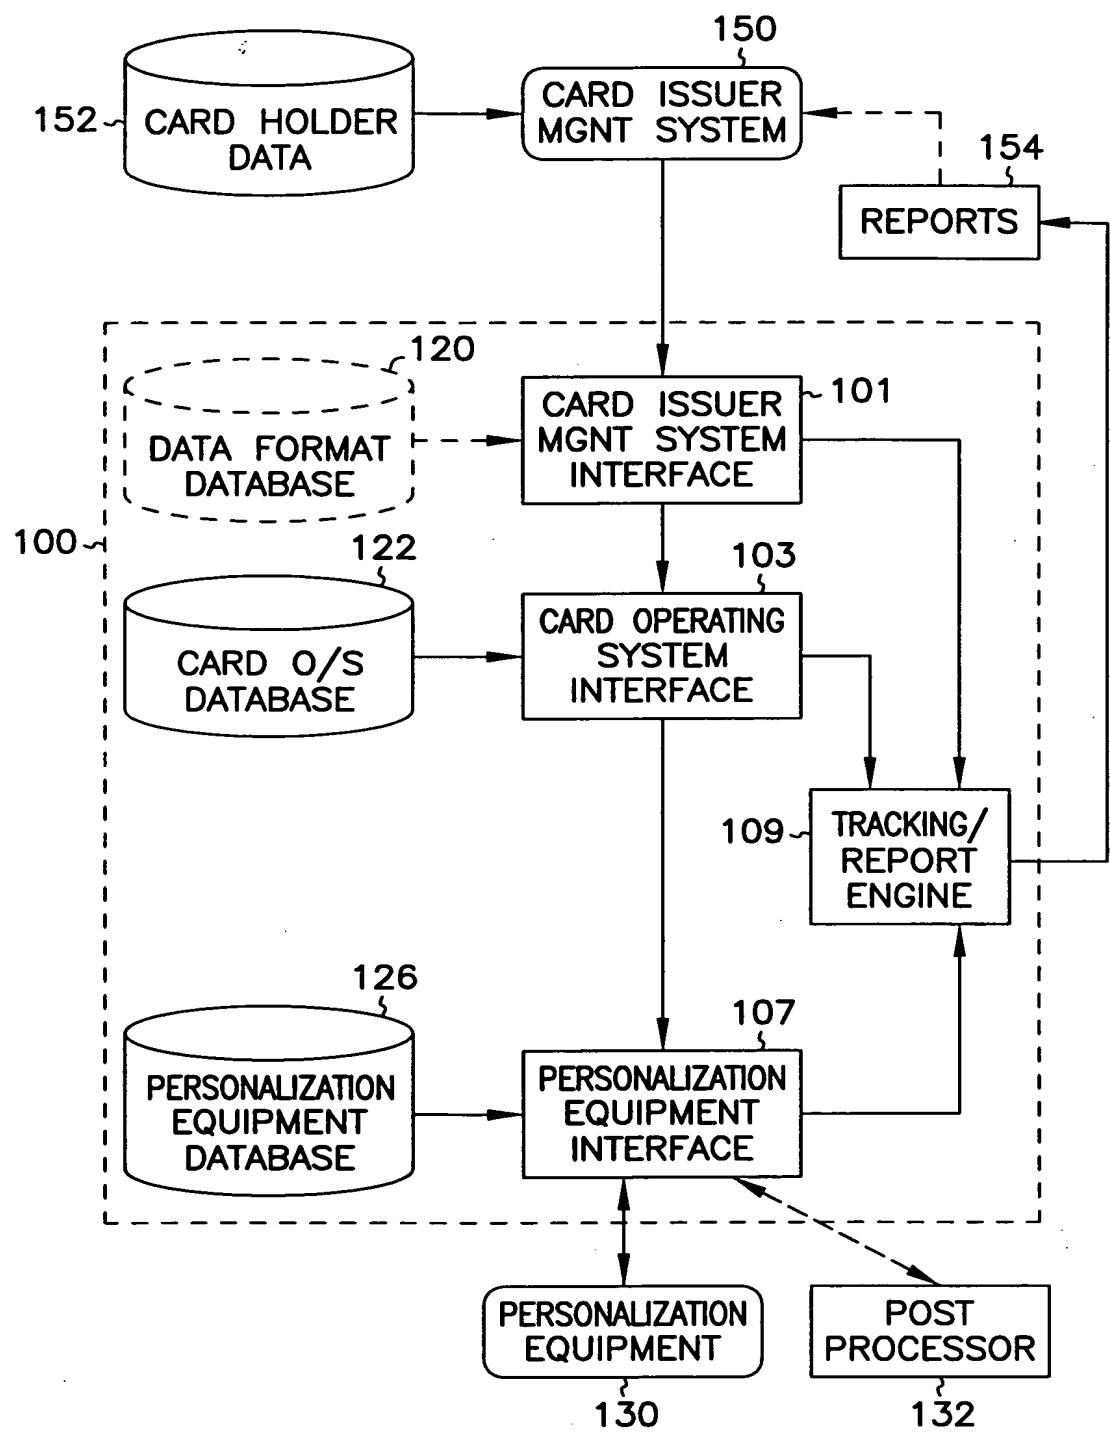 150
CARD ISSUER
MGNT SYSTEM
152
CARD HOLDER
DATA
154
REPORTS
120
DATA FORMAT
DATABASE
101
CARD ISSUER
MGNT SYSTEM
INTERFACE
100
122
CARD O/S
DATABASE
103
CARD OPERATING
SYSTEM
INTERFACE
109
TRACKING/
REPORT
ENGINE
126
PERSONALIZATION
EQUIPMENT
DATABASE
107
PERSONALIZATION
EQUIPMENT
INTERFACE
PERSONALIZATION
EQUIPMENT
130
POST
PROCESSOR
132